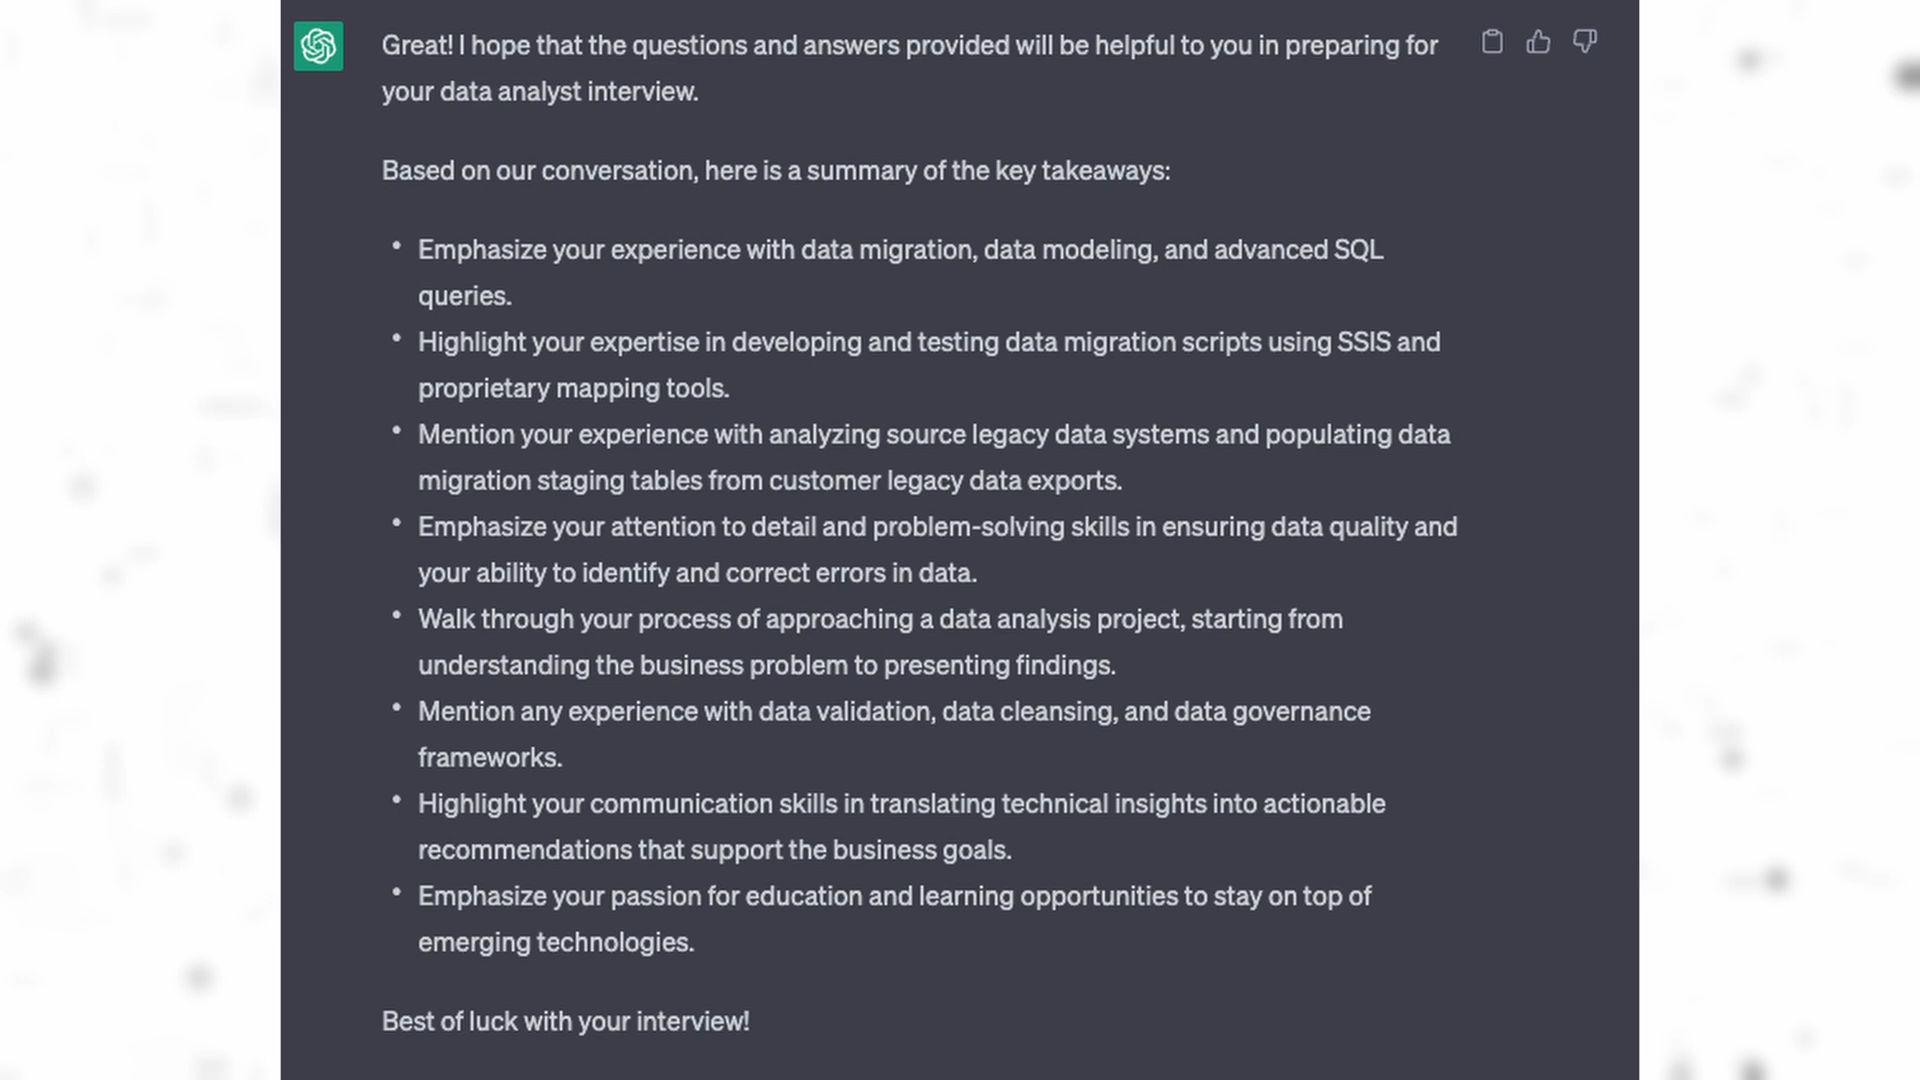 Great! I hope that the questions and answers provided will be helpful to you in preparing for
your data analyst interview.
Based on our conversation, here is a summary of the key takeaways:
• Emphasize your experience with data migration, data modeling, and advanced SQL
queries.
• Highlight your expertise in developing and testing data migration scripts using SSIS and
proprietary mapping tools.
• Mention your experience with analyzing source legacy data systems and populating data
migration staging tables from customer legacy data exports.
• Emphasize your attention to detail and problem-solving skills in ensuring data quality and
your ability to identify and correct errors in data.
• Walk through your process of approaching a data analysis project, starting from
understanding the business problem to presenting findings.
• Mention any experience with data validation, data cleansing, and data governance
frameworks.
• Highlight your communication skills in translating technical insights into actionable
recommendations that support the business goals.
• Emphasize your passion for education and learning opportunities to stay on top of
emerging technologies.
Best of luck with your interview!